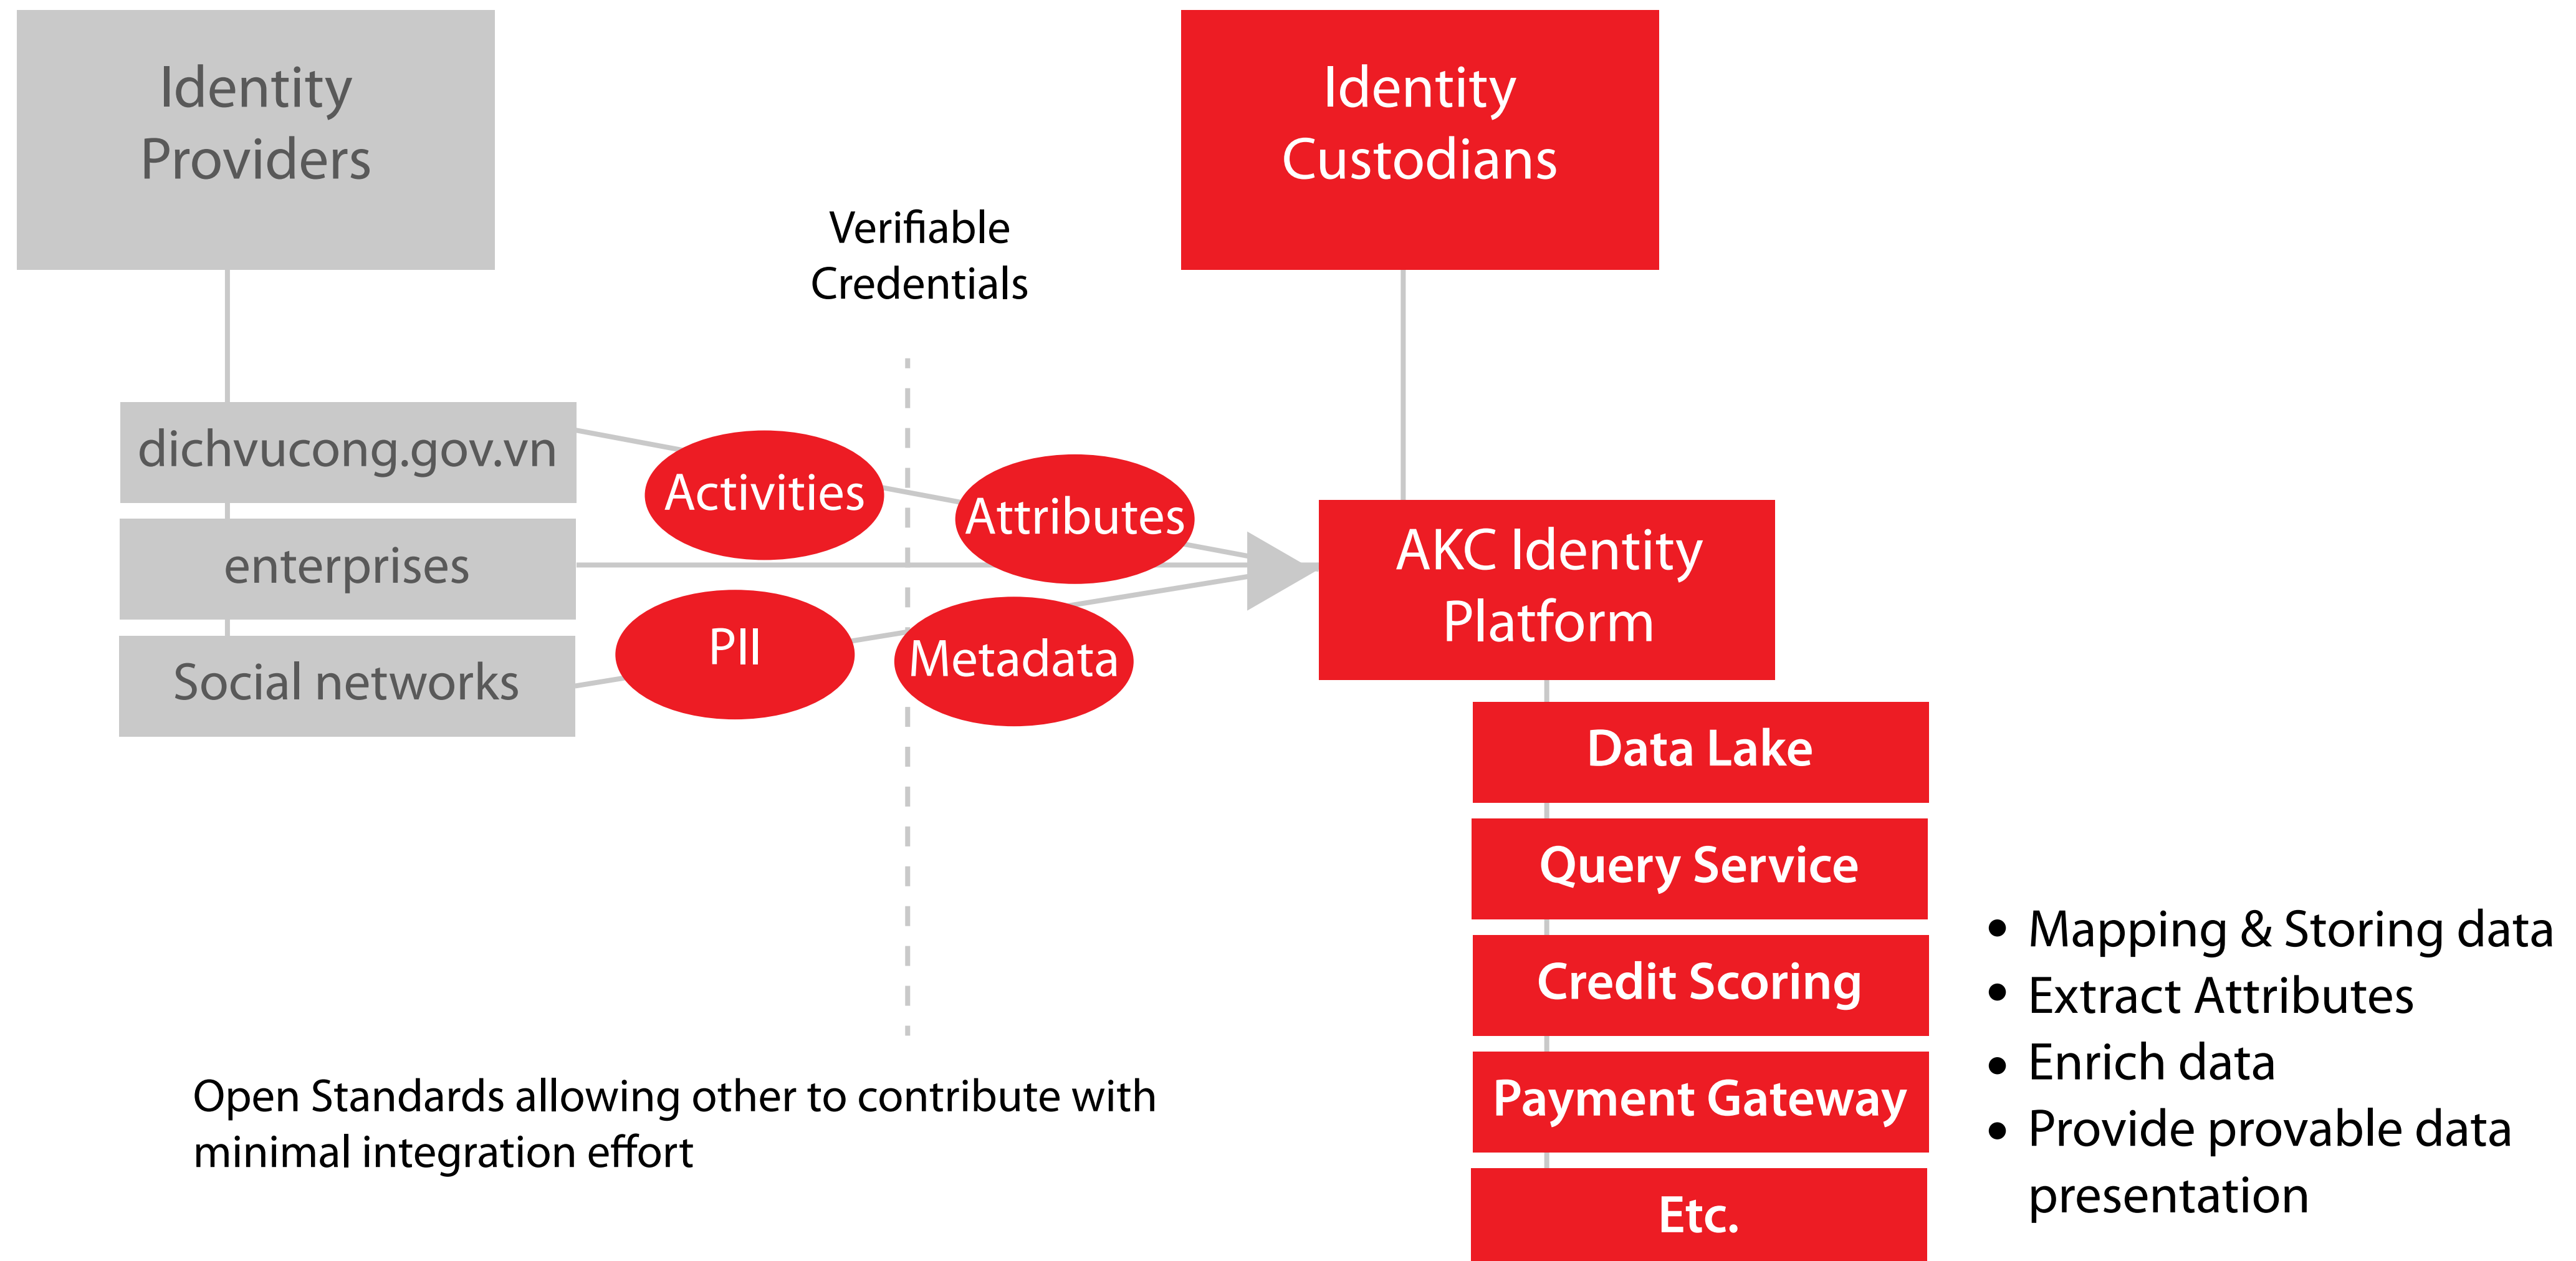 Identity
Providers
Identity
Custodians
Verifiable
Credentials
dichvucong.gov.vn
enterprises
Social networks
Activities
Attributes
PII
Metadata
AKC Identity
Platform
Data Lake
Query Service
Credit Scoring
Payment Gateway
Etc.
• Mapping & Storing data
• Extract Attributes
• Enrich data
• Provide provable data
presentation
Open Standards allowing other to contribute with
minimal integration effort